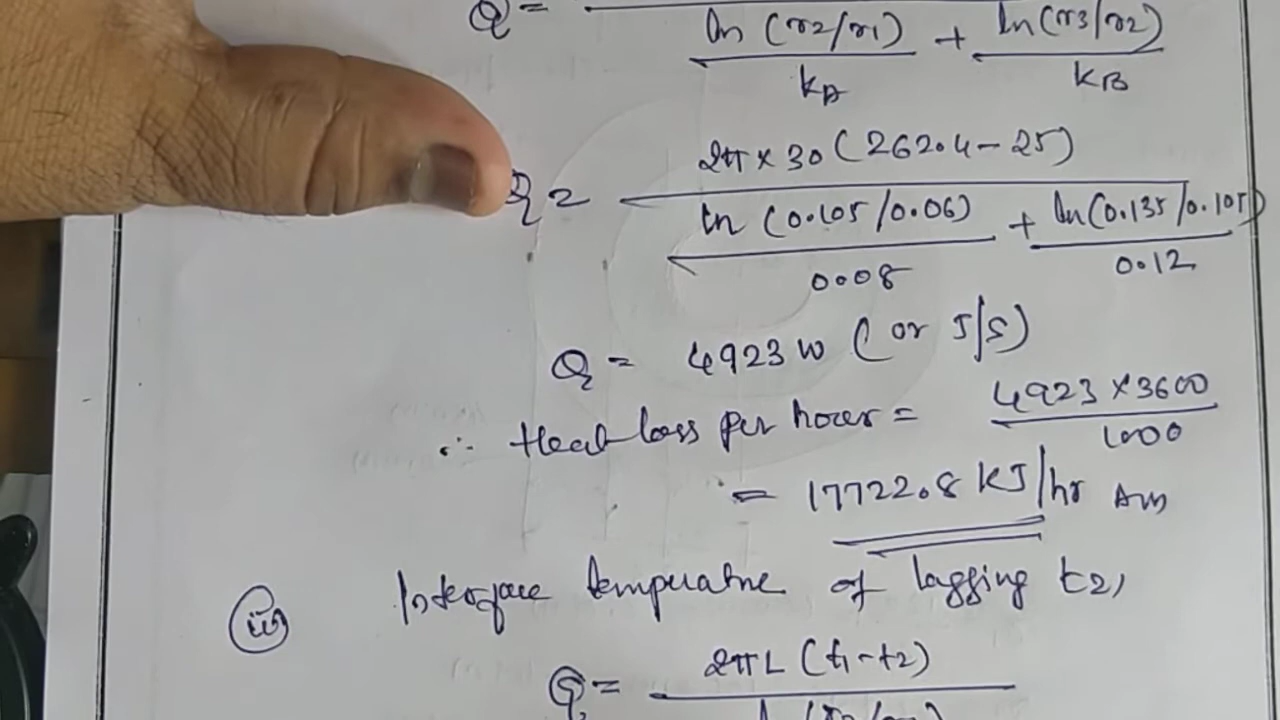 Q =
ln (r2/r1) / kA + ln (r3/r2) / kB
Q = 2π × 30 (262.4 - 25)
ln (0.105/0.06) / 0.08 + ln (0.135/0.105) / 0.12
Q = 4923 W (or J/S)
∴ Heat loss per hour = 4923 × 3600 / 1000
= 17722.8 KJ/hr Ans
(ii) Interface temperature of lagging t2,
Q = 2πL (t1 - t2)